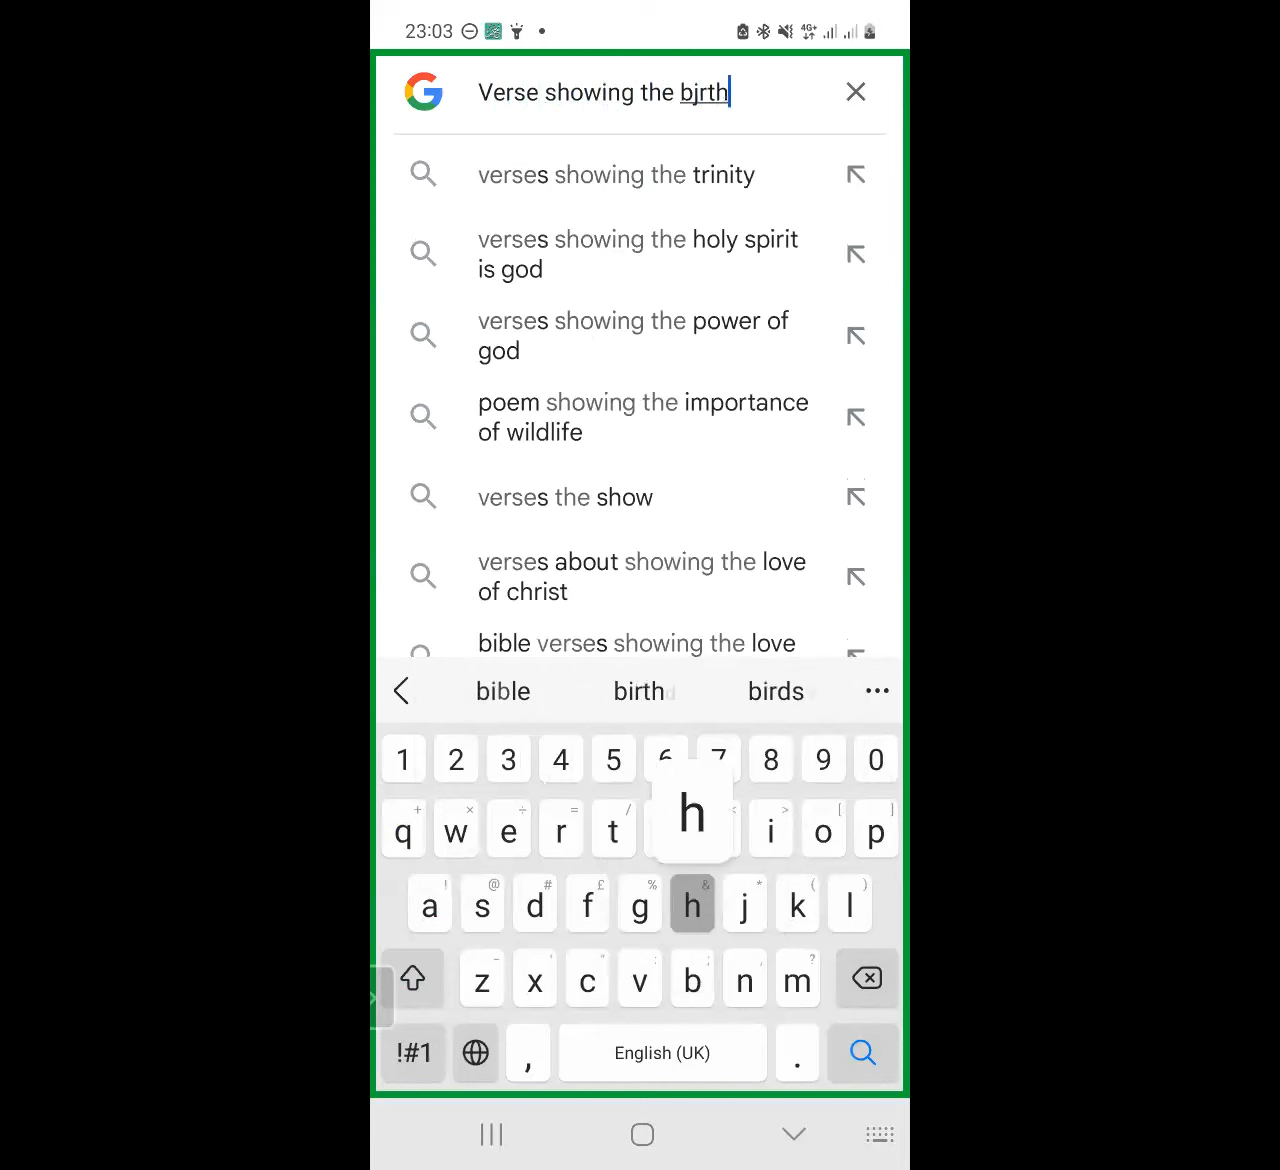 23:03
4G+
Verse showing the bjrth
verses showing the trinity
verses showing the holy spirit
is god
verses showing the power of
god
poem showing the importance
of wildlife
verses the show
verses about showing the love
of christ
bible verses showing the love
bible birth birds
1 2 3 4 5 6 7 8 9 0
+ × ÷ = / < > [ ]
h
q w e r t i o p
! @ # £ % & * ( )
a s d f g h j k l
- ' " : ; , ?
z x c v b n m
!#1 , English (UK) .